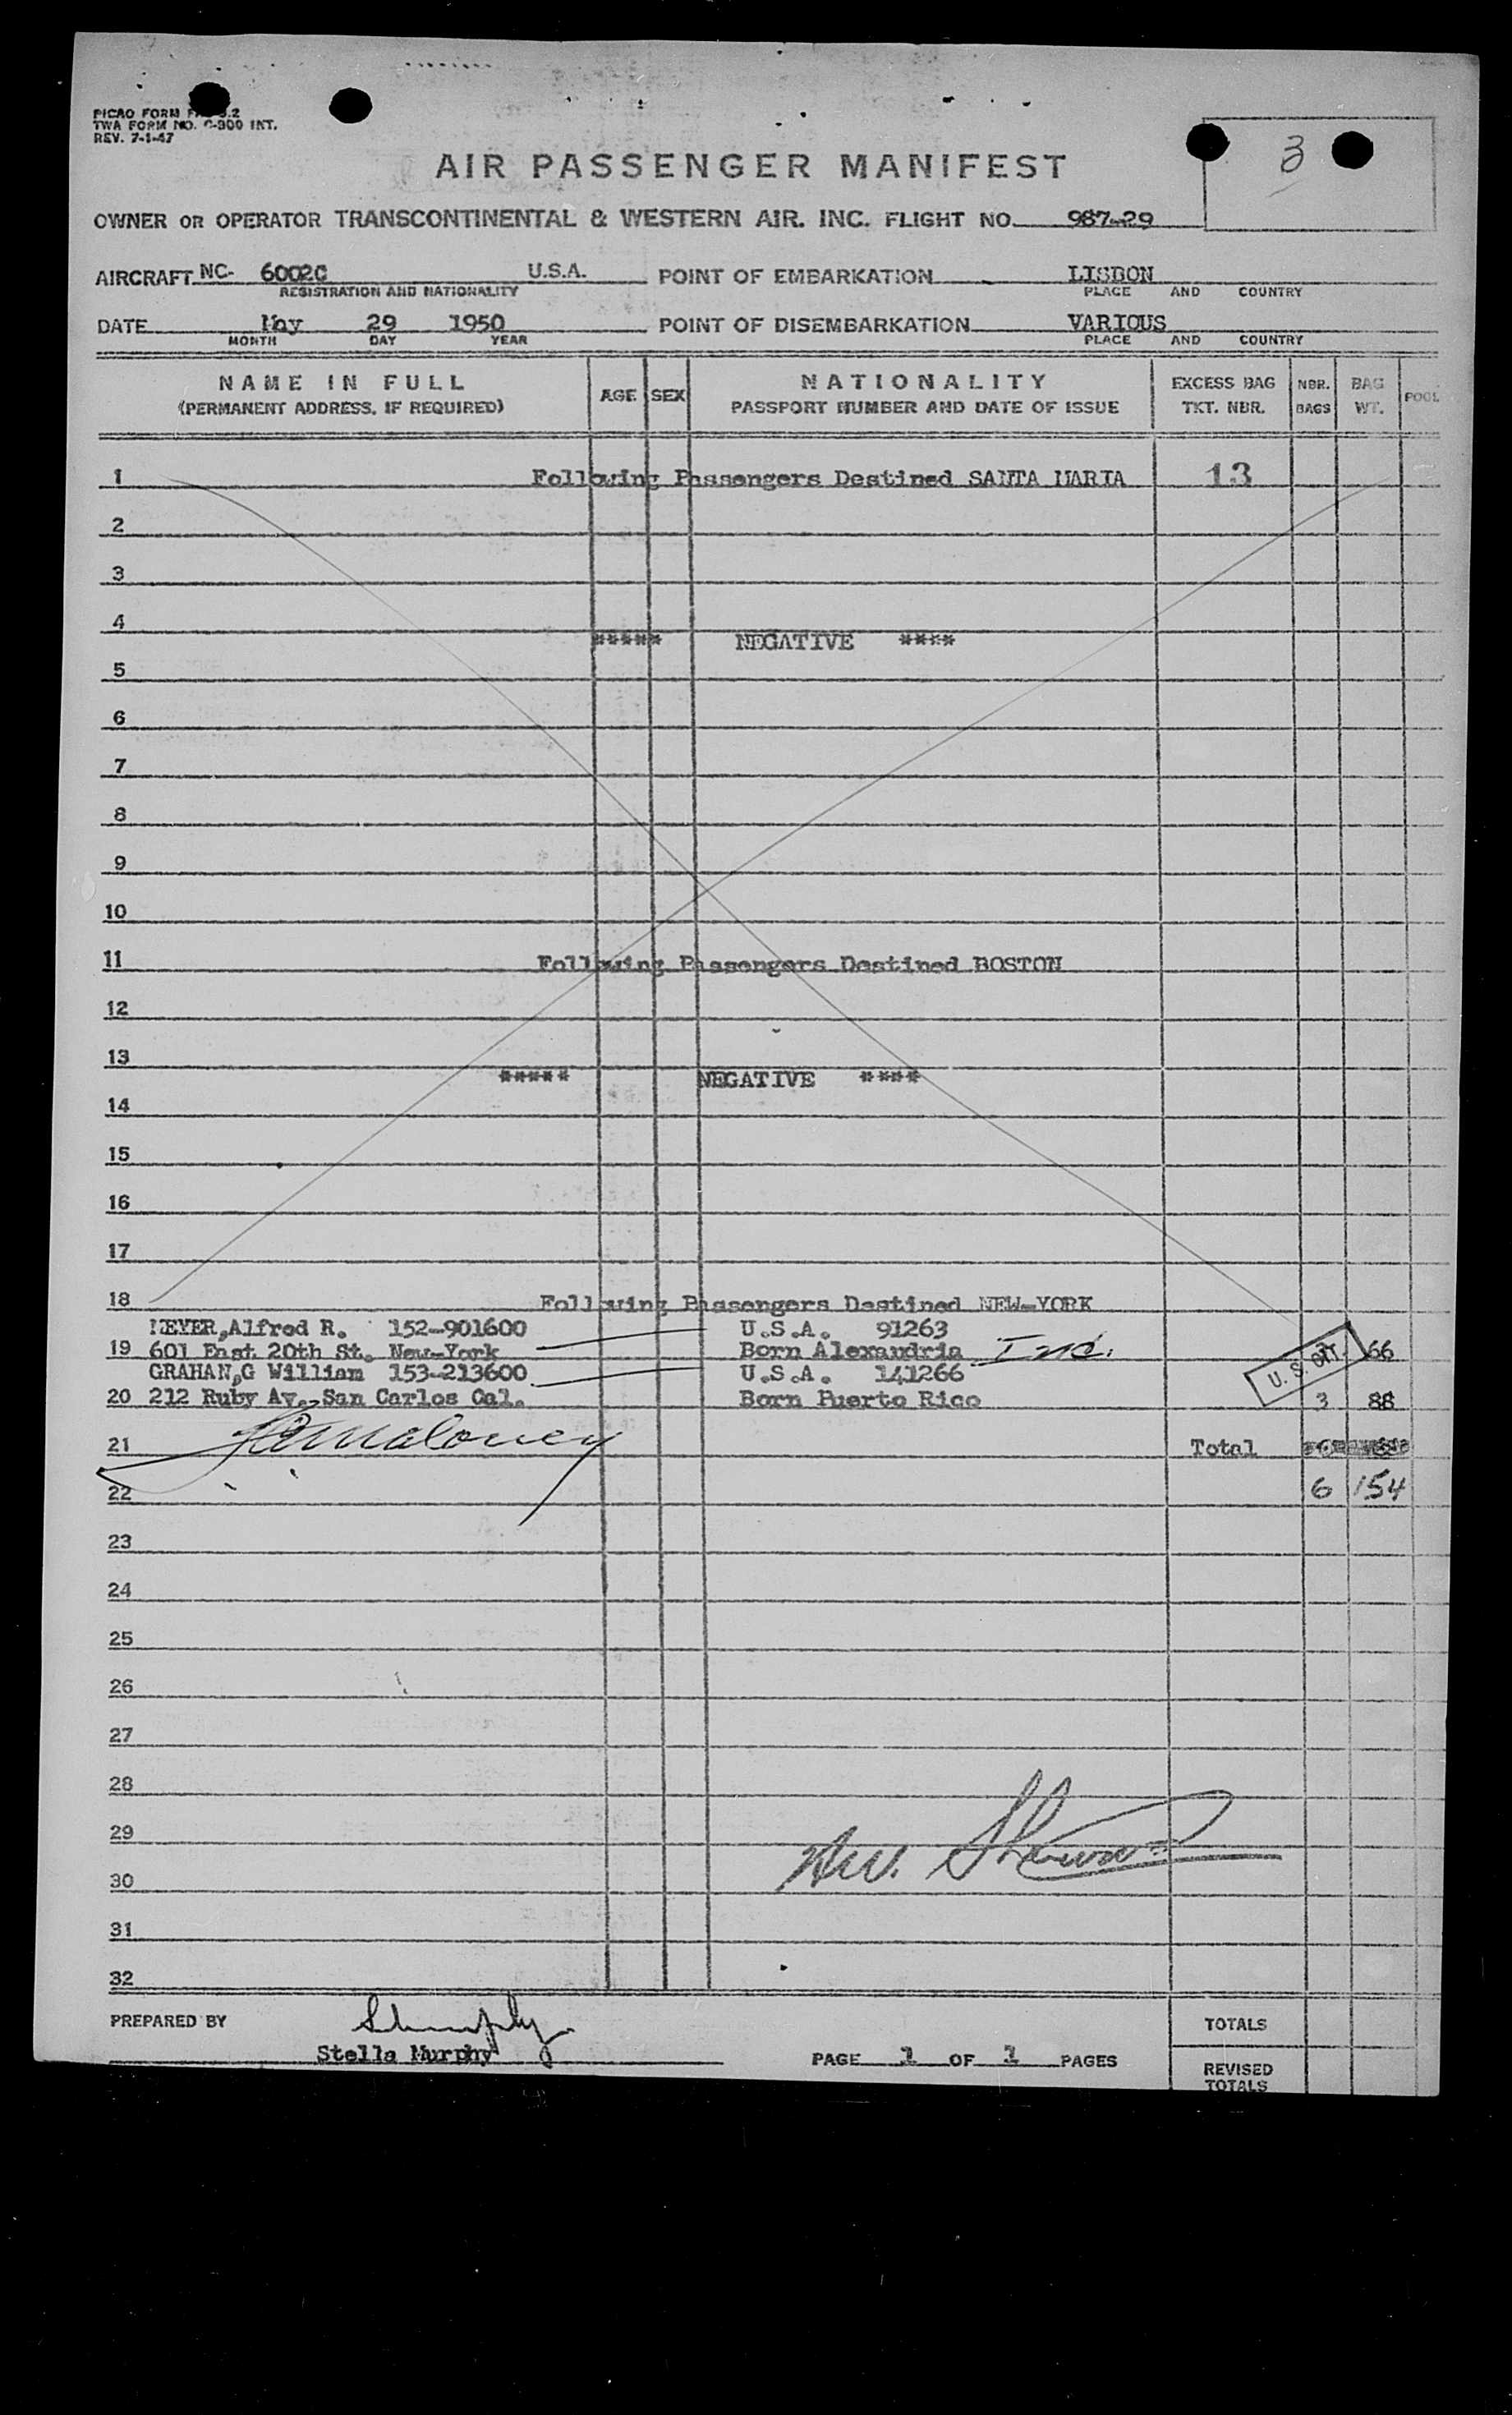 PICAO FORM
TWA FORM NO. C-300 INT.
REV. 7-1-47
3
AIR PASSENGER MANIFEST
OWNER OR OPERATOR TRANSCONTINENTAL & WESTERN AIR. INC. FLIGHT NO. 987-29
AIRCRAFT NC- 6002C U.S.A. POINT OF EMBARKATION LISBON
REGISTRATION AND NATIONALITY PLACE AND COUNTRY
DATE May 29 1950 POINT OF DISEMBARKATION VARIOUS
MONTH DAY YEAR PLACE AND COUNTRY
NAME IN FULL AGE SEX NATIONALITY EXCESS BAG NBR. BAG POOL
(PERMANENT ADDRESS, IF REQUIRED) PASSPORT NUMBER AND DATE OF ISSUE TKT. NBR. BAGS WT.
1 Following Passengers Destined SANTA MARIA 13
2
3
4
***** NEGATIVE ****
5
6
7
8
9
10
11 Following Passengers Destined BOSTON
12
13
***** NEGATIVE ****
14
15
16
17
18 Following Passengers Destined NEW-YORK
MEYER,Alfred R. 152-901600 U.S.A. 91263
19 601 East 20th St. New-York Born Alexandria Ind. 66
GRAHAN,G William 153-213600 U.S.A. 141266
U. S. CIT.
20 212 Ruby Av.-San Carlos Cal. Born Puerto Rico 3 88
21 Maloney Total
22 6 154
23
24
25
26
27
28
29
30
31
32
PREPARED BY SMurphy TOTALS
Stella Murphy PAGE 1 OF 1 PAGES REVISED
TOTALS